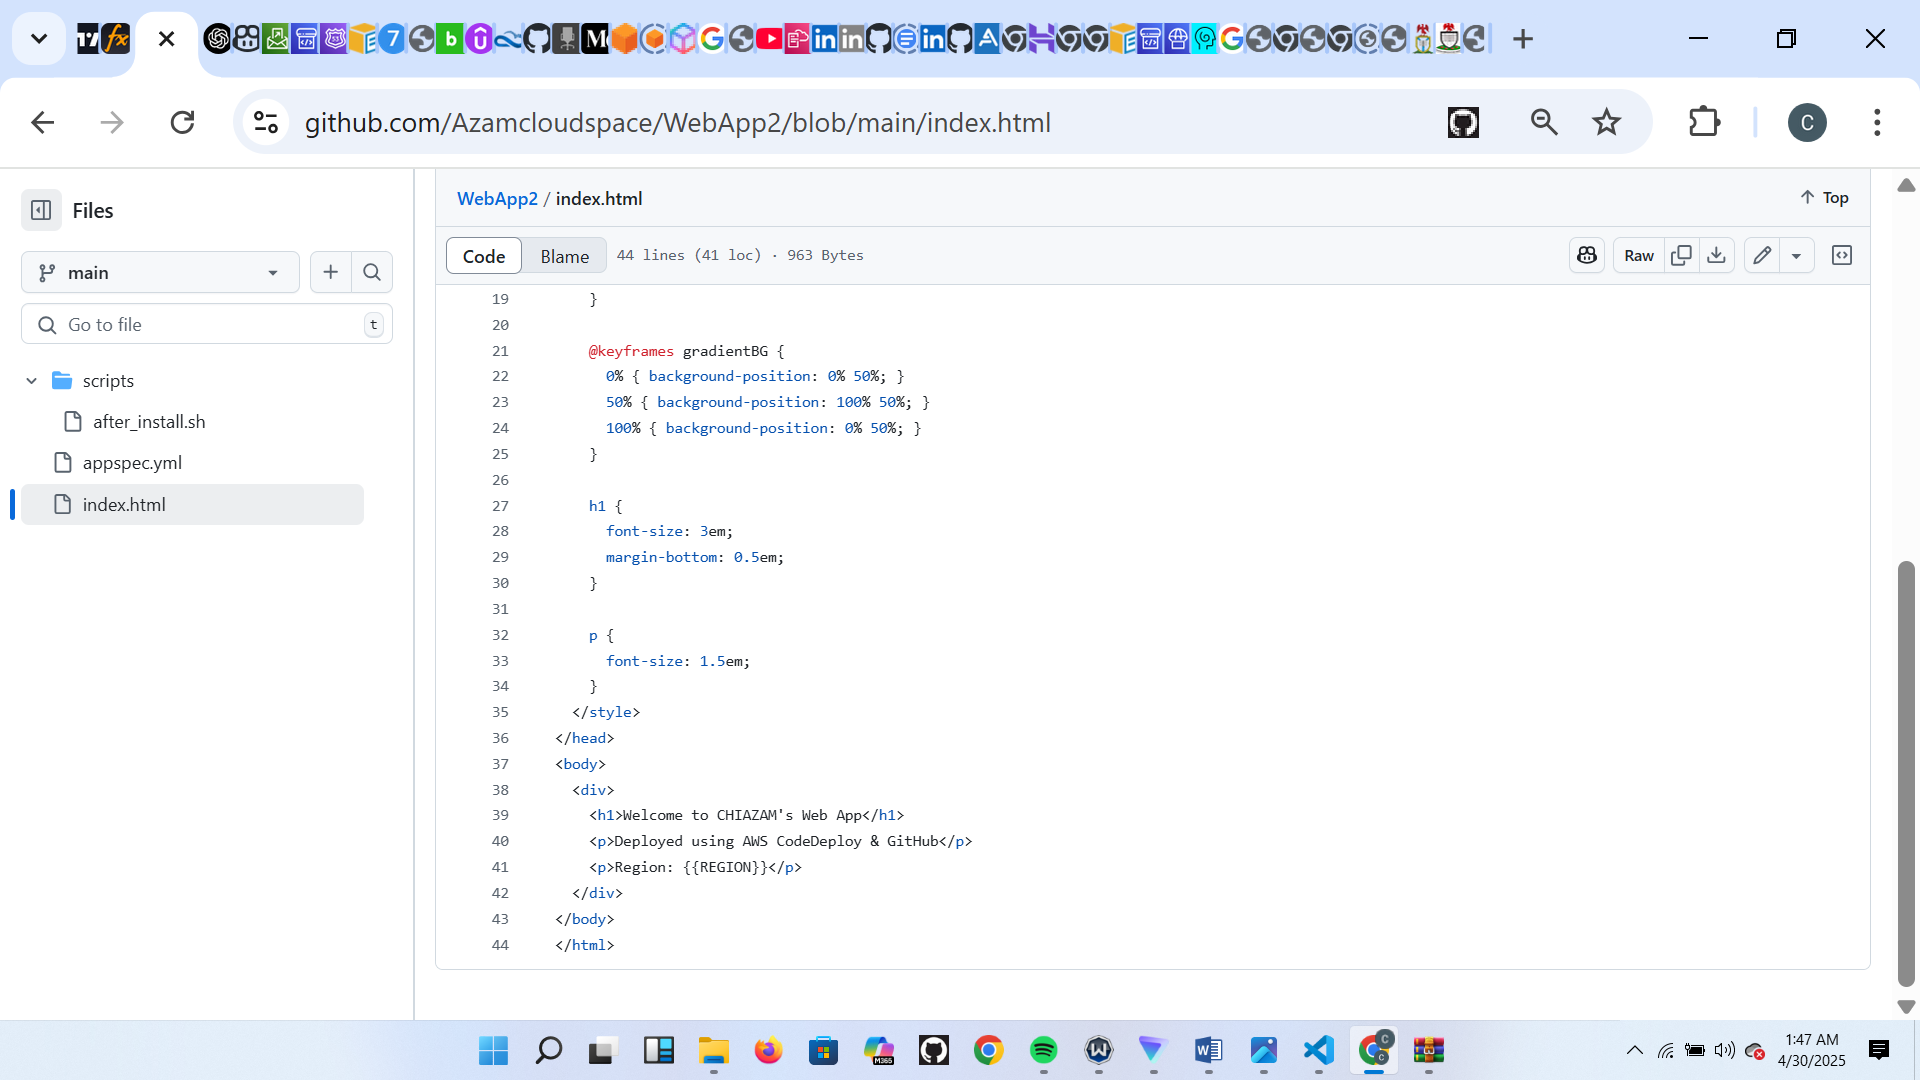 github.com/Azamcloudspace/WebApp2/blob/main/index.html
C
Files
main
Go to file
t
scripts
after_install.sh
appspec.yml
index.html
WebApp2 / index.html
Top
Code
Blame
44 lines (41 loc) · 963 Bytes
Raw
19 }
20
21 @keyframes gradientBG {
22 0% { background-position: 0% 50%; }
23 50% { background-position: 100% 50%; }
24 100% { background-position: 0% 50%; }
25 }
26
27 h1 {
28 font-size: 3em;
29 margin-bottom: 0.5em;
30 }
31
32 p {
33 font-size: 1.5em;
34 }
35 </style>
36 </head>
37 <body>
38 <div>
39 <h1>Welcome to CHIAZAM's Web App</h1>
40 <p>Deployed using AWS CodeDeploy & GitHub</p>
41 <p>Region: {{REGION}}</p>
42 </div>
43 </body>
44 </html>
1:47 AM
4/30/2025